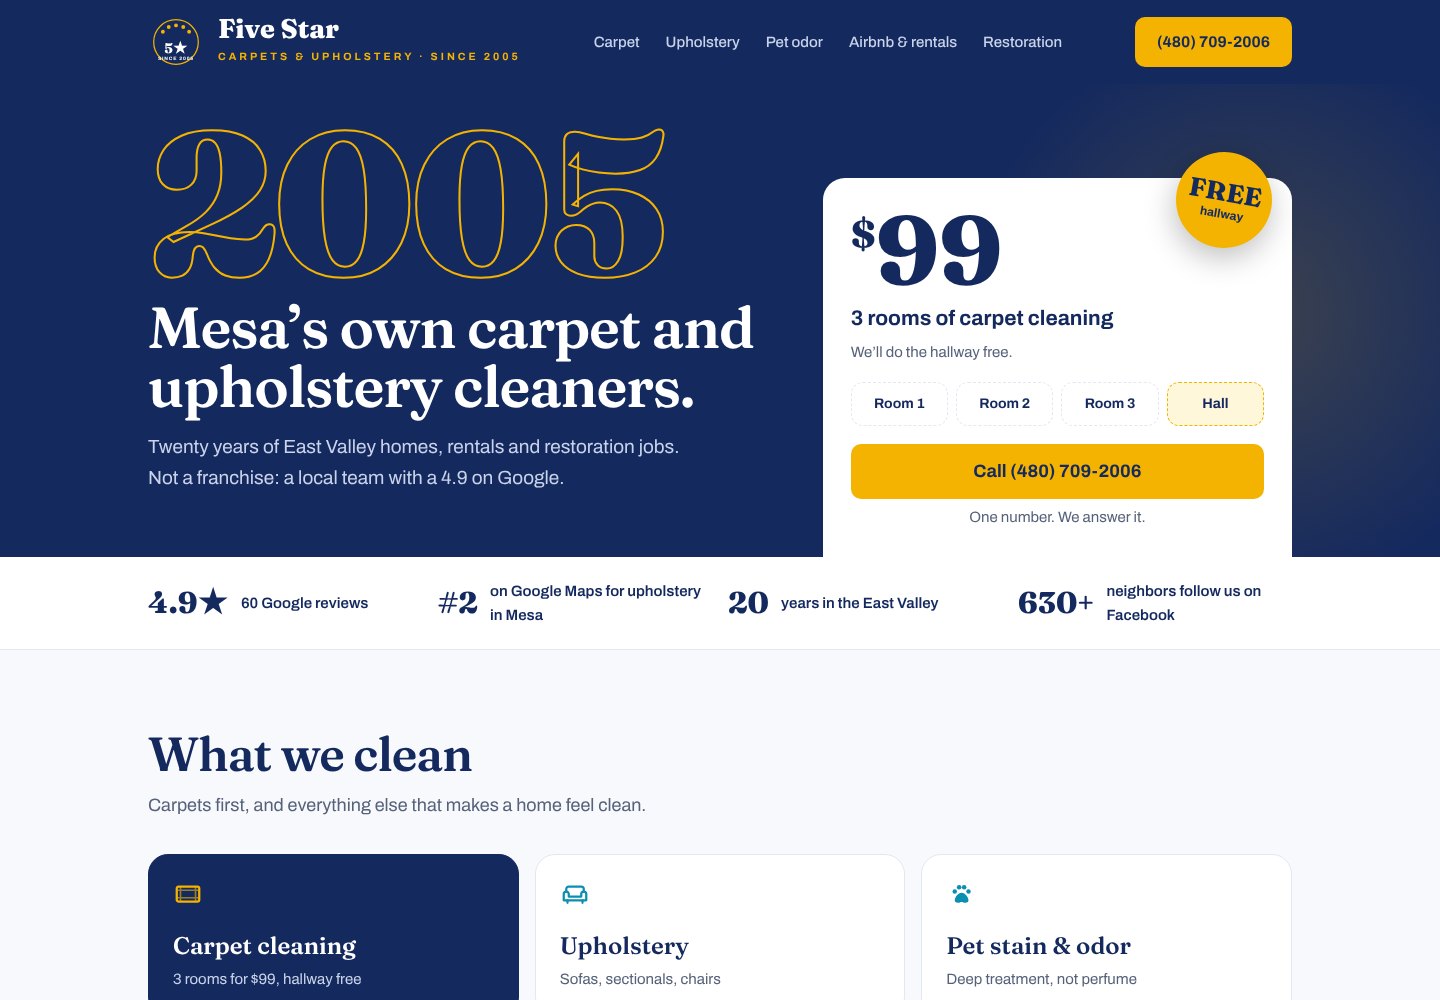 5★
SINCE 2005
Five Star
CARPETS & UPHOLSTERY · SINCE 2005
Carpet
Upholstery
Pet odor
Airbnb & rentals
Restoration
(480) 709-2006
2005
Mesa’s own carpet and
upholstery cleaners.
Twenty years of East Valley homes, rentals and restoration jobs.
Not a franchise: a local team with a 4.9 on Google.
FREE
hallway
$99
3 rooms of carpet cleaning
We’ll do the hallway free.
Room 1
Room 2
Room 3
Hall
Call (480) 709-2006
One number. We answer it.
4.9★
60 Google reviews
#2
on Google Maps for upholstery
in Mesa
20
years in the East Valley
630+
neighbors follow us on
Facebook
What we clean
Carpets first, and everything else that makes a home feel clean.
Carpet cleaning
3 rooms for $99, hallway free
Upholstery
Sofas, sectionals, chairs
Pet stain & odor
Deep treatment, not perfume